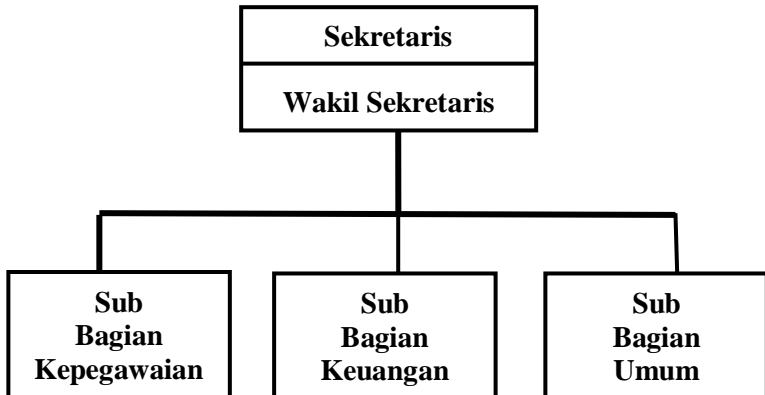 Sekretaris
Wakil Sekretaris
Sub
Bagian
Kepegawaian
Sub
Bagian
Keuangan
Sub
Bagian
Umum